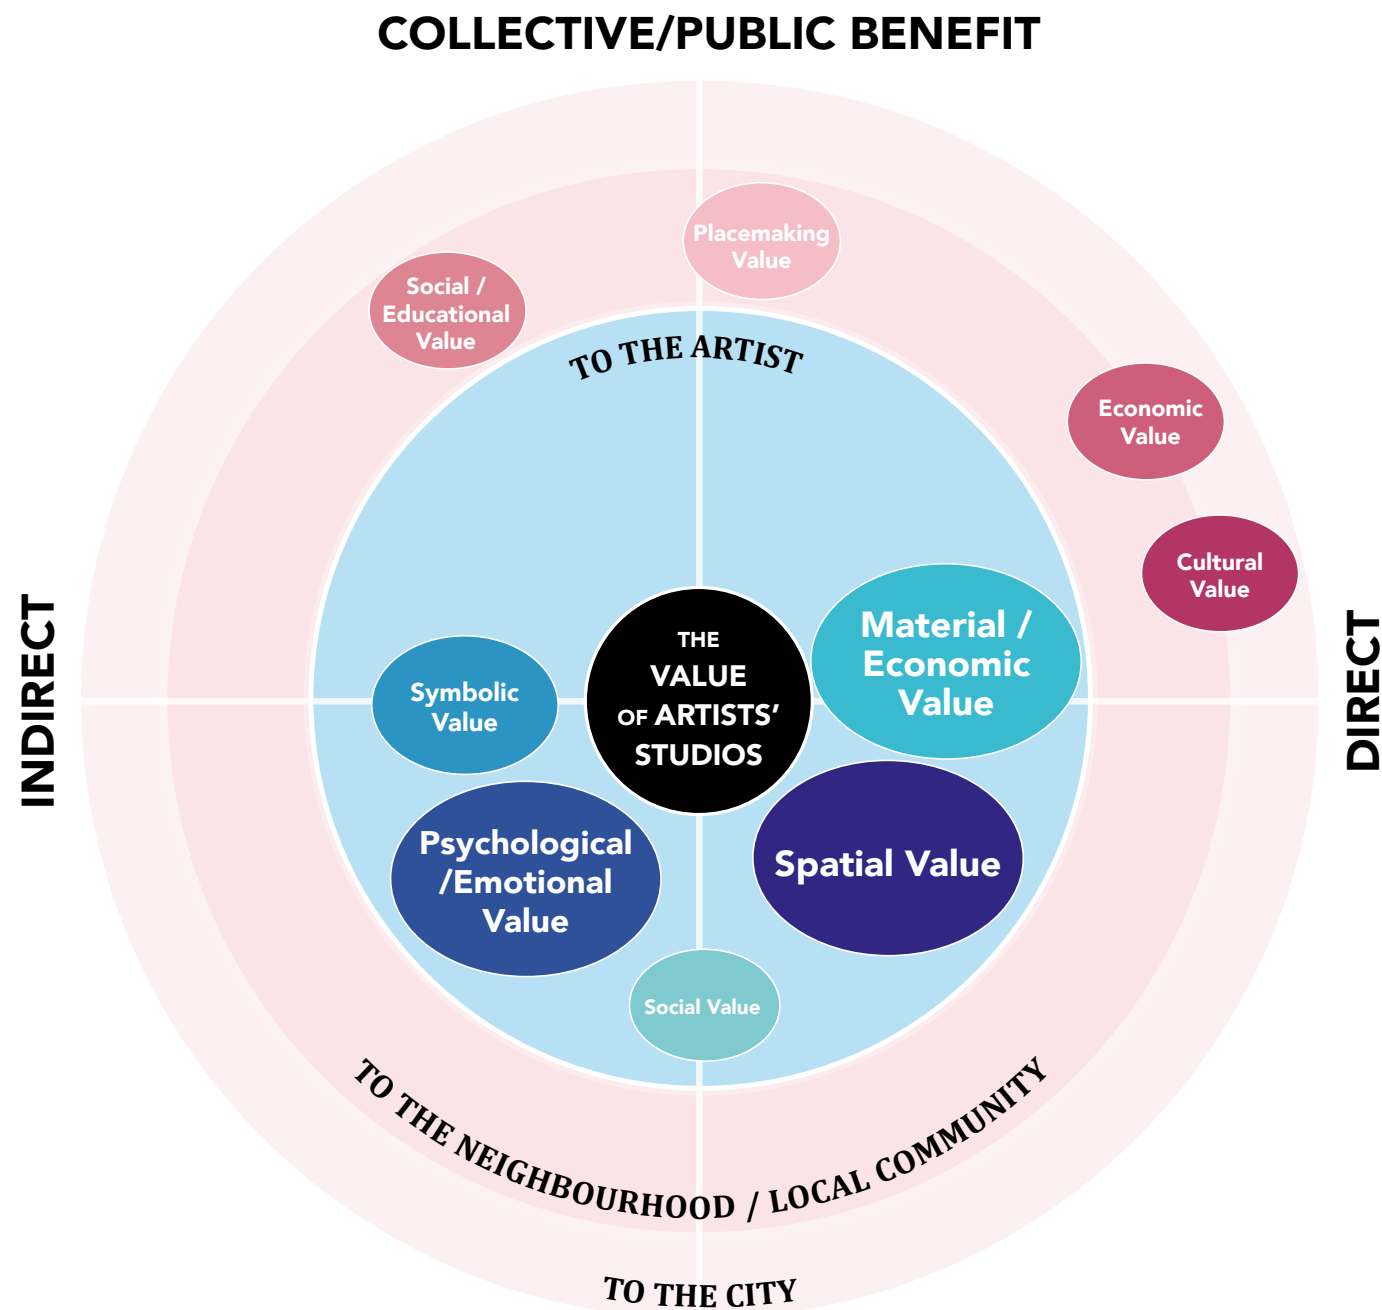 COLLECTIVE/PUBLIC BENEFIT
Placemaking
Value
Social /
Educational
Value
TO THE ARTIST
Economic
Value
Cultural
Value
INDIRECT
DIRECT
THE
VALUE
OF ARTISTS'
STUDIOS
Material /
Economic
Value
Symbolic
Value
Psychological
/Emotional
Value
Spatial Value
Social Value
TO THE NEIGHBOURHOOD / LOCAL COMMUNITY
TO THE CITY